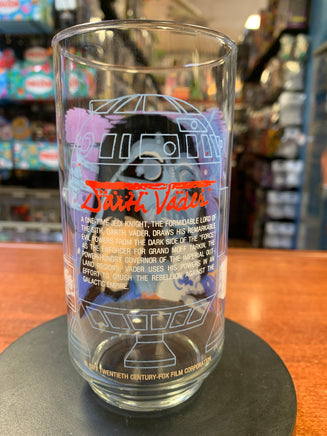 Darth Vader
A ONE-TIME JEDI KNIGHT, THE FORMIDABLE LORD OF
THE SITH, DARTH VADER, DRAWS HIS REMARKABLE
EVIL POWERS FROM THE DARK SIDE OF THE "FORCE."
AS THE ENFORCER FOR GRAND MOFF TARKIN, THE
POWER-HUNGRY GOVERNOR OF THE IMPERIAL OUT-
LAND REGIONS, VADER USES HIS POWERS IN AN
EFFORT TO CRUSH THE REBELLION AGAINST THE
GALACTIC EMPIRE.
TWENTIETH CENTURY-FOX FILM CORPORATION